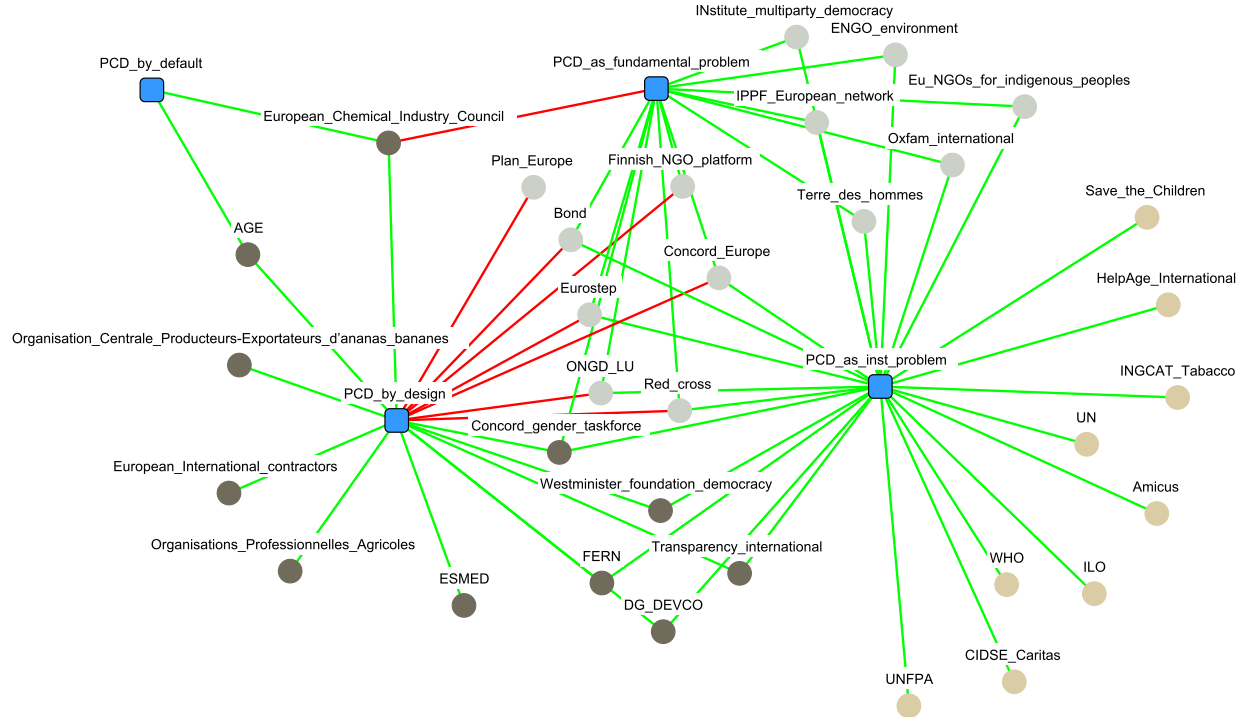 INstitute_multiparty_democracy
ENGO_environment
PCD_by_default
PCD_as_fundamental_problem
Eu_NGOs_for_indigenous_peoples
IPPF_European_network
European_Chemical_Industry_Council
Oxfam_international
Plan_Europe
Finnish_NGO_platform
Save_the_Children
Terre_des_hommes
Bond
AGE
Concord_Europe
HelpAge_International
Eurostep
Organisation_Centrale_Producteurs-Exportateurs_d'ananas_bananes
PCD_as_inst_problem
ONGD_LU
INGCAT_Tabacco
Red_cross
PCD_by_design
UN
Concord_gender_taskforce
European_International_contractors
Westminister_foundation_democracy
Amicus
Organisations_Professionnelles_Agricoles
Transparency_international
FERN
WHO
ILO
ESMED
DG_DEVCO
CIDSE_Caritas
UNFPA